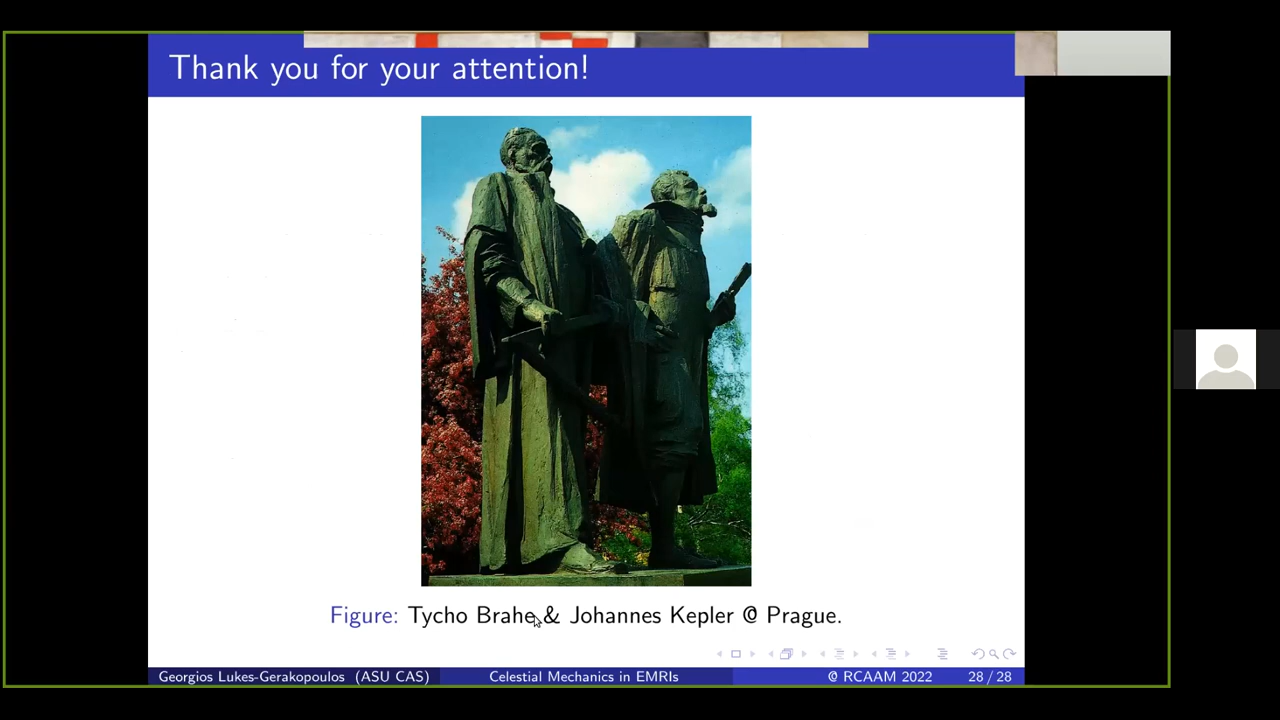 Thank you for your attention!
Figure: Tycho Brahe & Johannes Kepler @ Prague.
Georgios Lukes-Gerakopoulos (ASU CAS) Celestial Mechanics in EMRIs @ RCAAM 2022 28 / 28